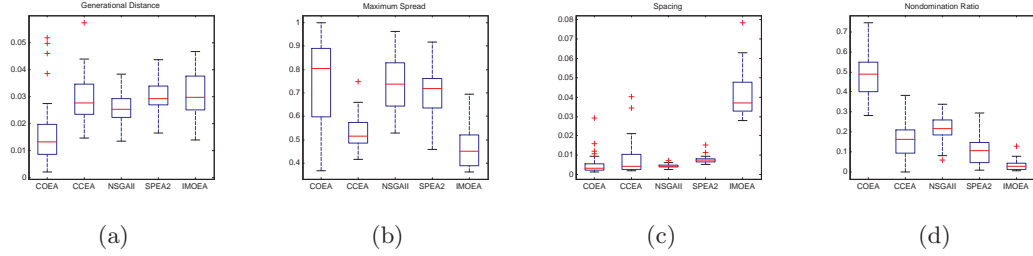 Generational Distance
0.05
0.04
0.03
0.02
0.01
0
COEA CCEA NSGAII SPEA2 IMOEA
(a)
Maximum Spread
1
0.9
0.8
0.7
0.6
0.5
0.4
COEA CCEA NSGAII SPEA2 IMOEA
(b)
Spacing
0.08
0.07
0.06
0.05
0.04
0.03
0.02
0.01
0
COEA CCEA NSGAII SPEA2 IMOEA
(c)
Nondomination Ratio
0.7
0.6
0.5
0.4
0.3
0.2
0.1
0
COEA CCEA NSGAII SPEA2 IMOEA
(d)